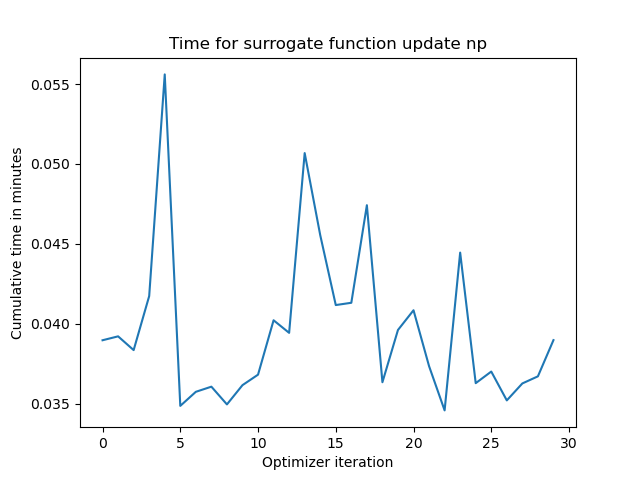 Time for surrogate function update np
Cumulative time in minutes
0.055
0.050
0.045
0.040
0.035
0 5 10 15 20 25 30
Optimizer iteration